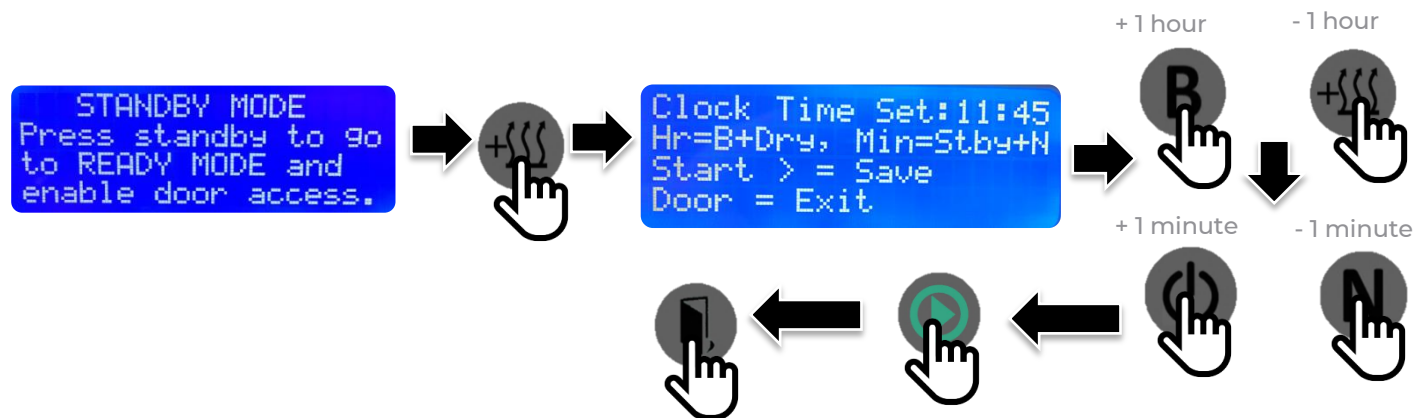 + 1 hour
- 1 hour
B
+
STANDBY MODE
Press standby to go
to READY MODE and
enable door access.
+
Clock Time Set:11:45
Hr=B+Dry, Min=Stby+N
Start > = Save
Door = Exit
+ 1 minute
- 1 minute
N